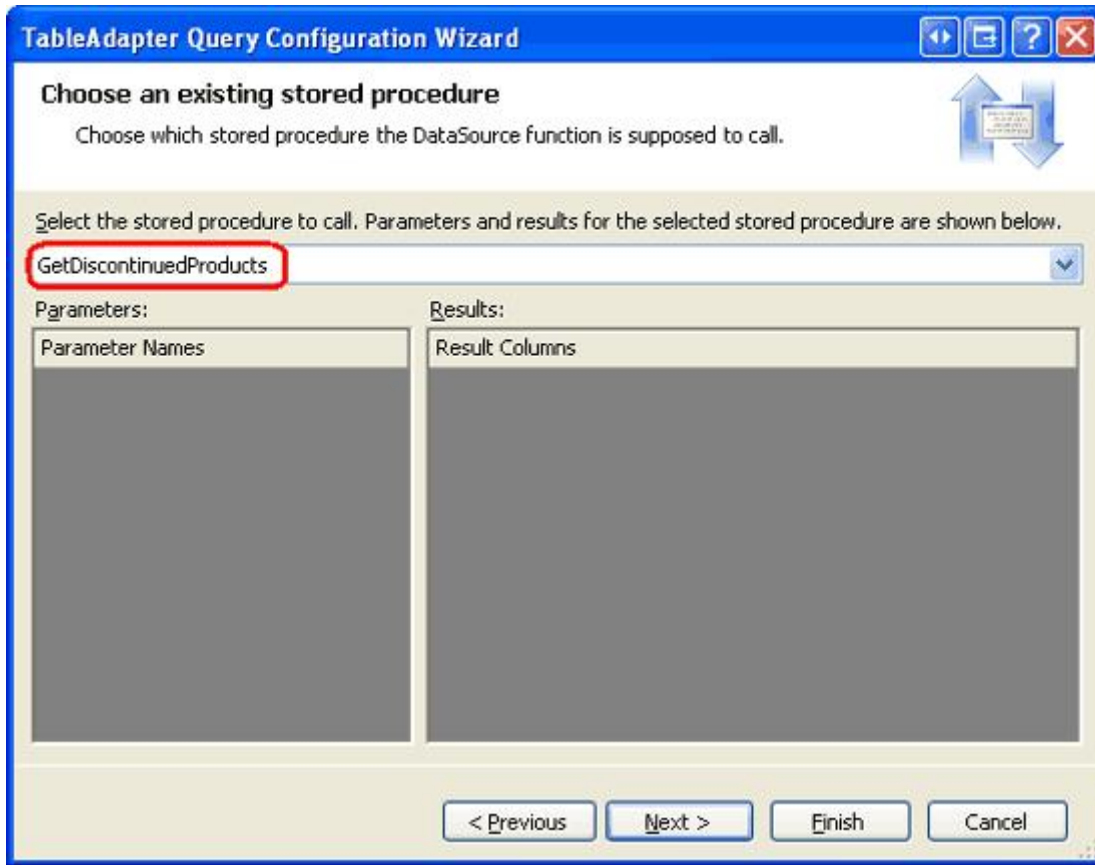 TableAdapter Query Configuration Wizard
Choose an existing stored procedure
Choose which stored procedure the DataSource function is supposed to call.
Select the stored procedure to call. Parameters and results for the selected stored procedure are shown below.
GetDiscontinuedProducts
Parameters: Results:
Parameter Names Result Columns
< Previous Next > Finish Cancel